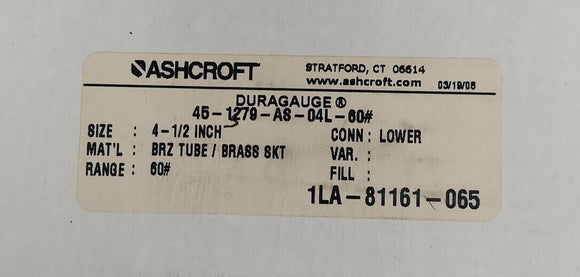 ASHCROFT
STRATFORD, CT 06614
www.ashcroft.com 03/19/06
DURAGAUGE®
45-1279-AS-04L-60#
SIZE : 4-1/2 INCH CONN: LOWER
MAT'L : BRZ TUBE / BRASS SKT VAR. :
RANGE : 60# FILL :
1LA-81161-065